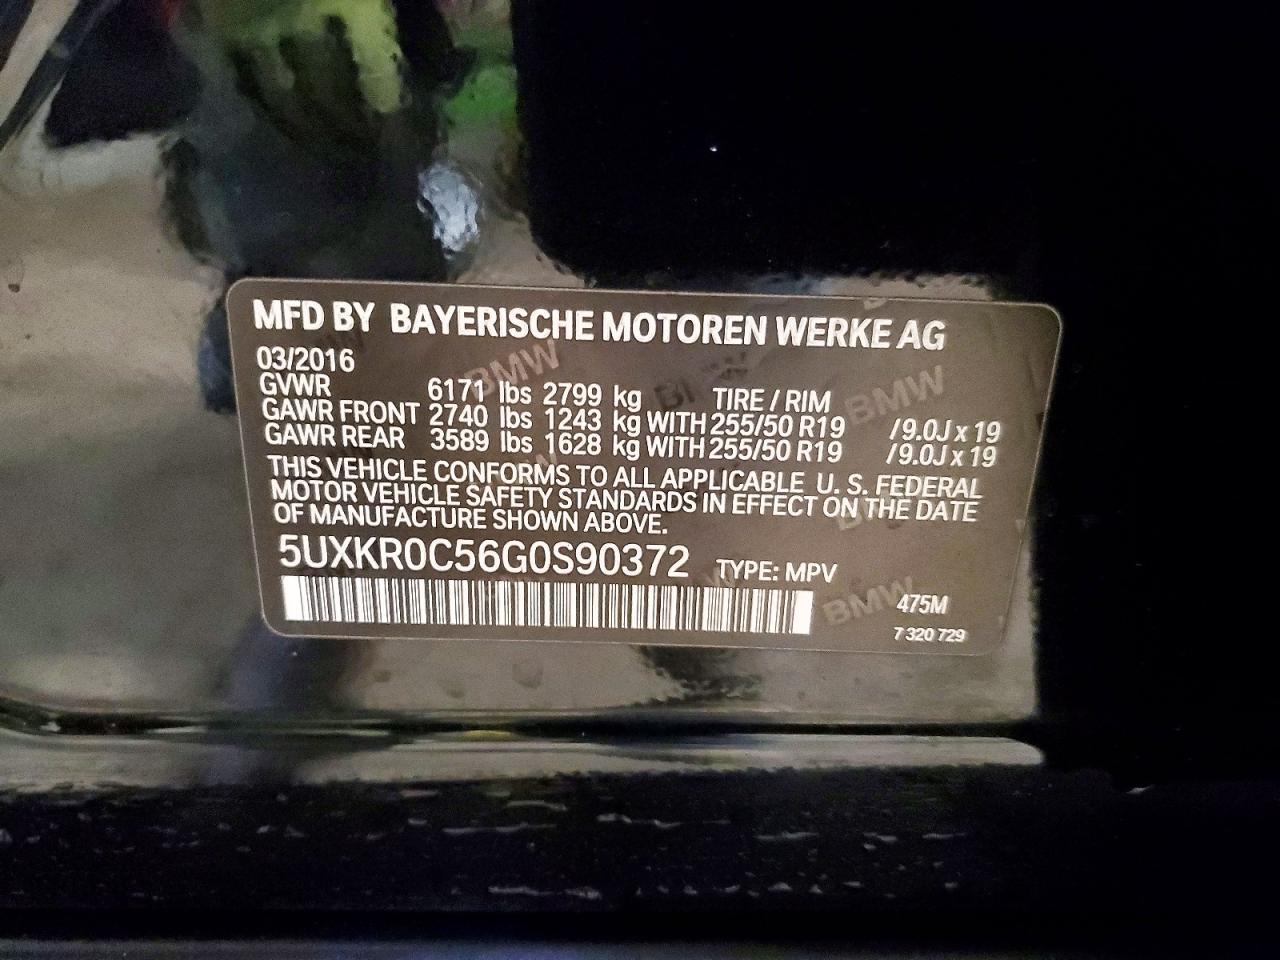 MFD BY BAYERISCHE MOTOREN WERKE AG
03/2016
GVWR 6171 lbs 2799 kg TIRE / RIM
GAWR FRONT 2740 lbs 1243 kg WITH 255/50 R19 /9.0J x 19
GAWR REAR 3589 lbs 1628 kg WITH 255/50 R19 /9.0J x 19
THIS VEHICLE CONFORMS TO ALL APPLICABLE U. S. FEDERAL
MOTOR VEHICLE SAFETY STANDARDS IN EFFECT ON THE DATE
OF MANUFACTURE SHOWN ABOVE.
5UXKR0C56G0S90372 TYPE: MPV
475M
7 320 729
BMW
BMW
BMW